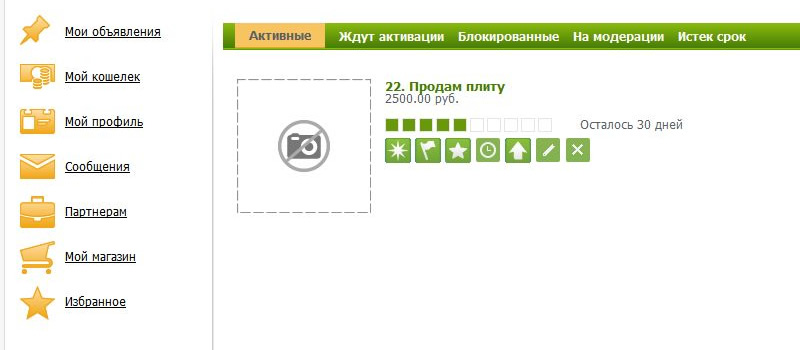 Мои объявления
Мой кошелек
Мой профиль
Сообщения
Партнерам
Мой магазин
Избранное
Активные Ждут активации Блокированные На модерации Истек срок
22. Продам плиту
2500.00 руб.
Осталось 30 дней